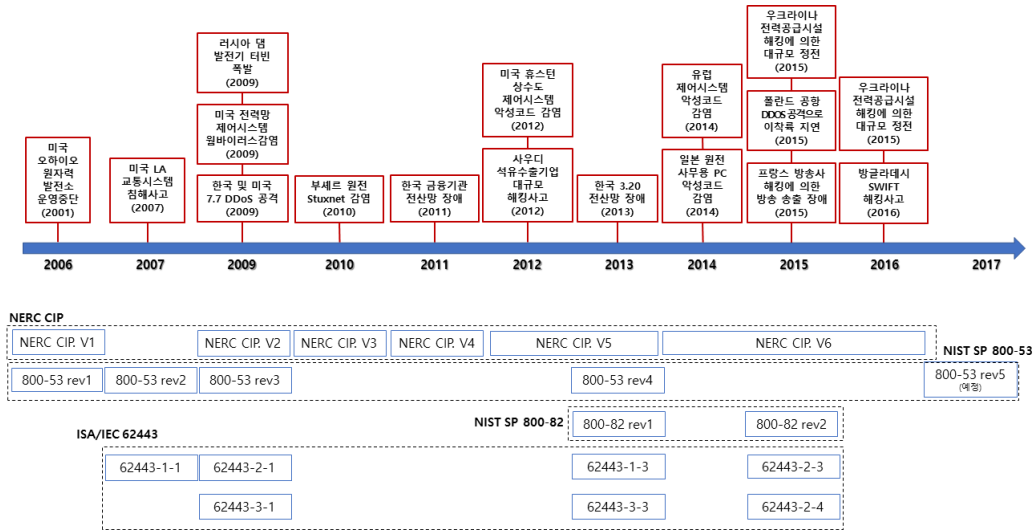 러시아 댐
발전기 터빈
폭발
(2009)
우크라이나
전력공급시설
해킹에 의한
대규모 정전
(2015)
미국 휴스턴
상수도
제어시스템
악성코드 감염
(2012)
유럽
제어시스템
악성코드
감염
(2014)
미국 전력망
제어시스템
웜바이러스감염
(2009)
폴란드 공항
DDOS 공격으로
이착륙 지연
(2015)
우크라이나
전력공급시설
해킹에 의한
대규모 정전
(2015)
미국
오하이오
원자력
발전소
운영중단
(2001)
미국 LA
교통시스템
침해사고
(2007)
한국 및 미국
7.7 DDoS 공격
(2009)
부셰르 원전
Stuxnet 감염
(2010)
한국 금융기관
전산망 장애
(2011)
사우디
석유수출기업
대규모
해킹사고
(2012)
한국 3.20
전산망 장애
(2013)
일본 원전
사무용 PC
악성코드
감염
(2014)
프랑스 방송사
해킹에 의한
방송 송출 장애
(2015)
방글라데시
SWIFT
해킹사고
(2016)
2006 2007 2009 2010 2011 2012 2013 2014 2015 2016 2017
NERC CIP
NERC CIP. V1 NERC CIP. V2 NERC CIP. V3 NERC CIP. V4 NERC CIP. V5 NERC CIP. V6
NIST SP 800-53
800-53 rev1 800-53 rev2 800-53 rev3 800-53 rev4 800-53 rev5
(예정)
NIST SP 800-82
800-82 rev1 800-82 rev2
ISA/IEC 62443
62443-1-1 62443-2-1 62443-1-3 62443-2-3
62443-3-1 62443-3-3 62443-2-4